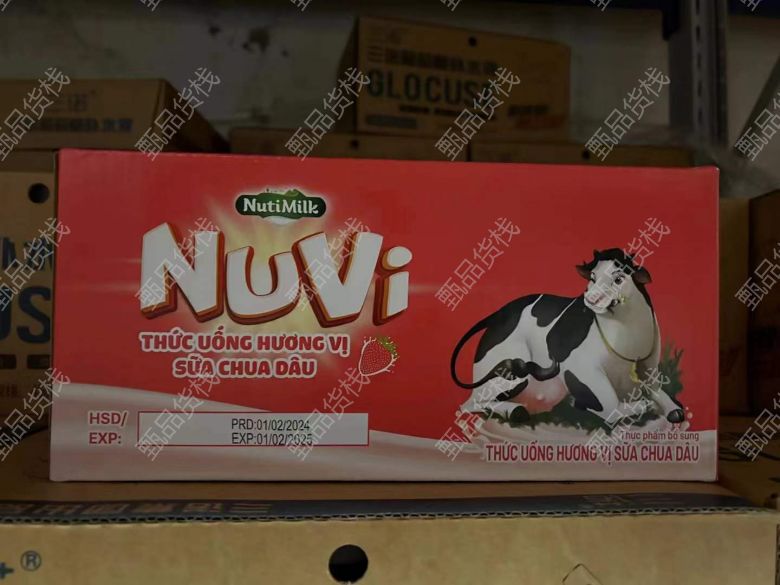 GLOCUS
NutiMilk
NuVi
THỨC UỐNG HƯƠNG VỊ
SỮA CHUA DÂU
HSD/
EXP:
PRD:01/02/2024
EXP:01/02/2025
Thực phẩm bổ sung
THỨC UỐNG HƯƠNG VỊ SỮA CHUA DÂU
甄品货栈